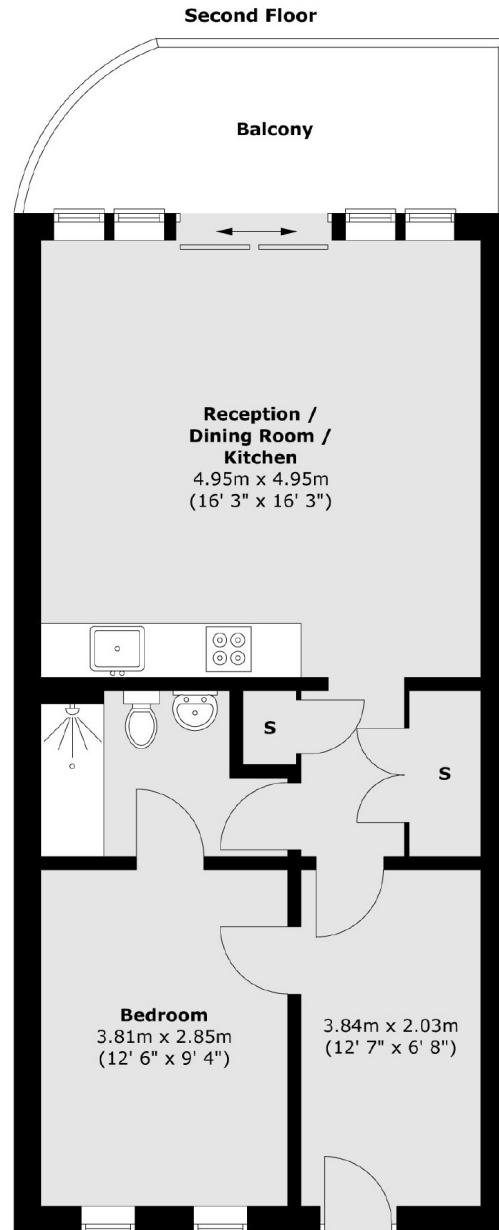 Second Floor
Balcony
Reception /
Dining Room /
Kitchen
4.95m x 4.95m
(16' 3" x 16' 3")
S
S
Bedroom
3.81m x 2.85m
(12' 6" x 9' 4")
3.84m x 2.03m
(12' 7" x 6' 8")